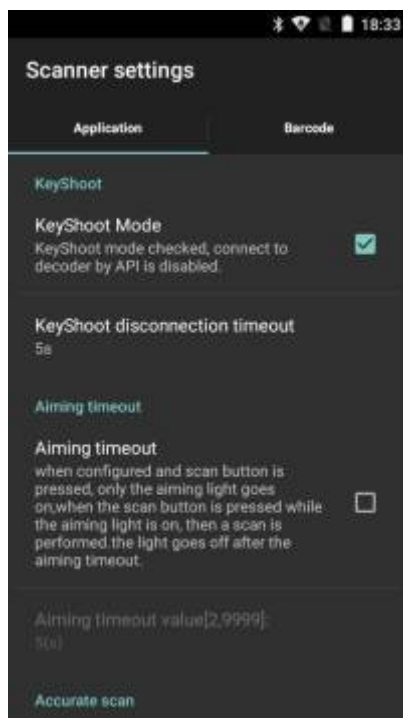 18:33
Scanner settings
Application
Barcode
KeyShoot
KeyShoot Mode
KeyShoot mode checked, connect to
decoder by API is disabled.
KeyShoot disconnection timeout
5s
Aiming timeout
Aiming timeout
when configured and scan button is
pressed, only the aiming light goes
on,when the scan button is pressed while
the aiming light is on, then a scan is
performed.the light goes off after the
aiming timeout.
Aiming timeout value[2,9999]:
5(s)
Accurate scan